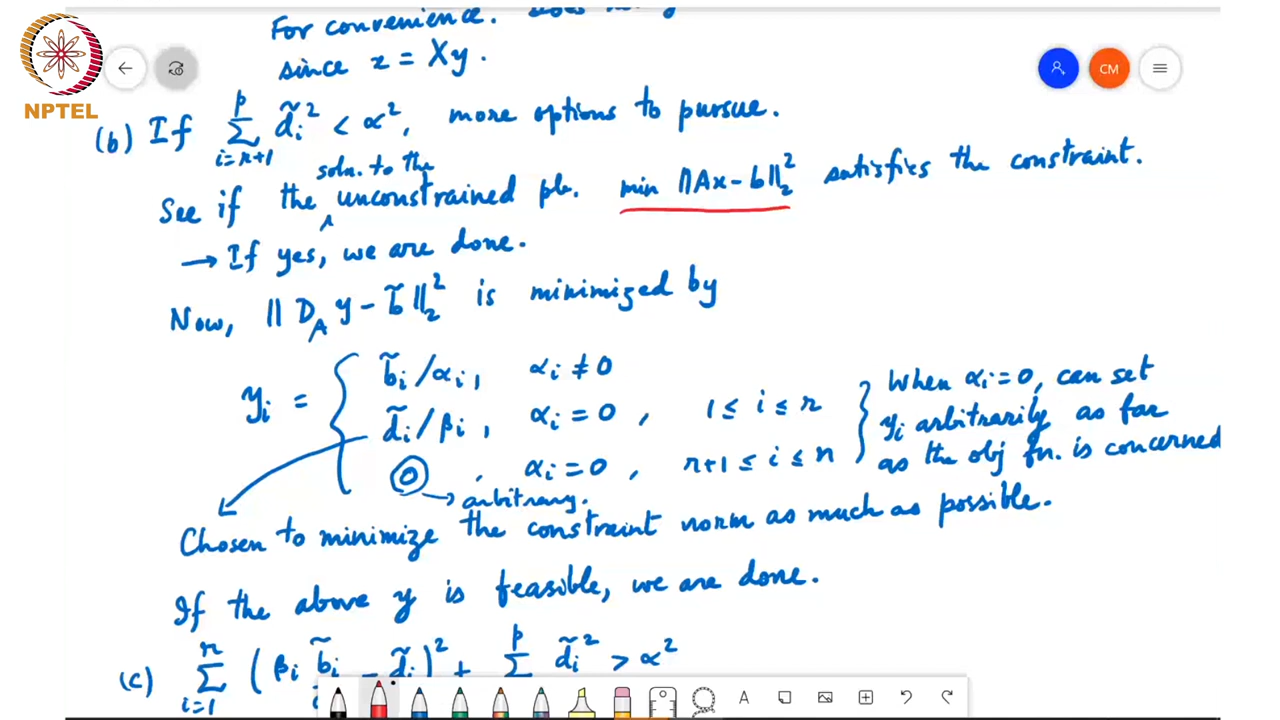 For convenience. Does
since x = Xy.
NPTEL
CM
(b) If ∑_{i=r+1}^{p} d̃_i² < α², more options to pursue.
soln. to the
See if the ‸ unconstrained pb. min ||Ax - b||₂² satisfies the constraint.
→ If yes, we are done.
Now, ||D_A y - b̃||₂² is minimized by
y_i = { b̃_i/α_i, α_i ≠ 0
d̃_i/β_i, α_i = 0, 1 ≤ i ≤ r
0, α_i = 0, r+1 ≤ i ≤ n
→ arbitrary.
} When α_i = 0, can set
y_i arbitrarily as far
as the obj fn. is concerned
Chosen to minimize the constraint norm as much as possible.
If the above y is feasible, we are done.
(c) ∑_{i=1}^{r} (β_i b̃_i - d̃_i)² + ∑^{p} d̃_i² > α²
A